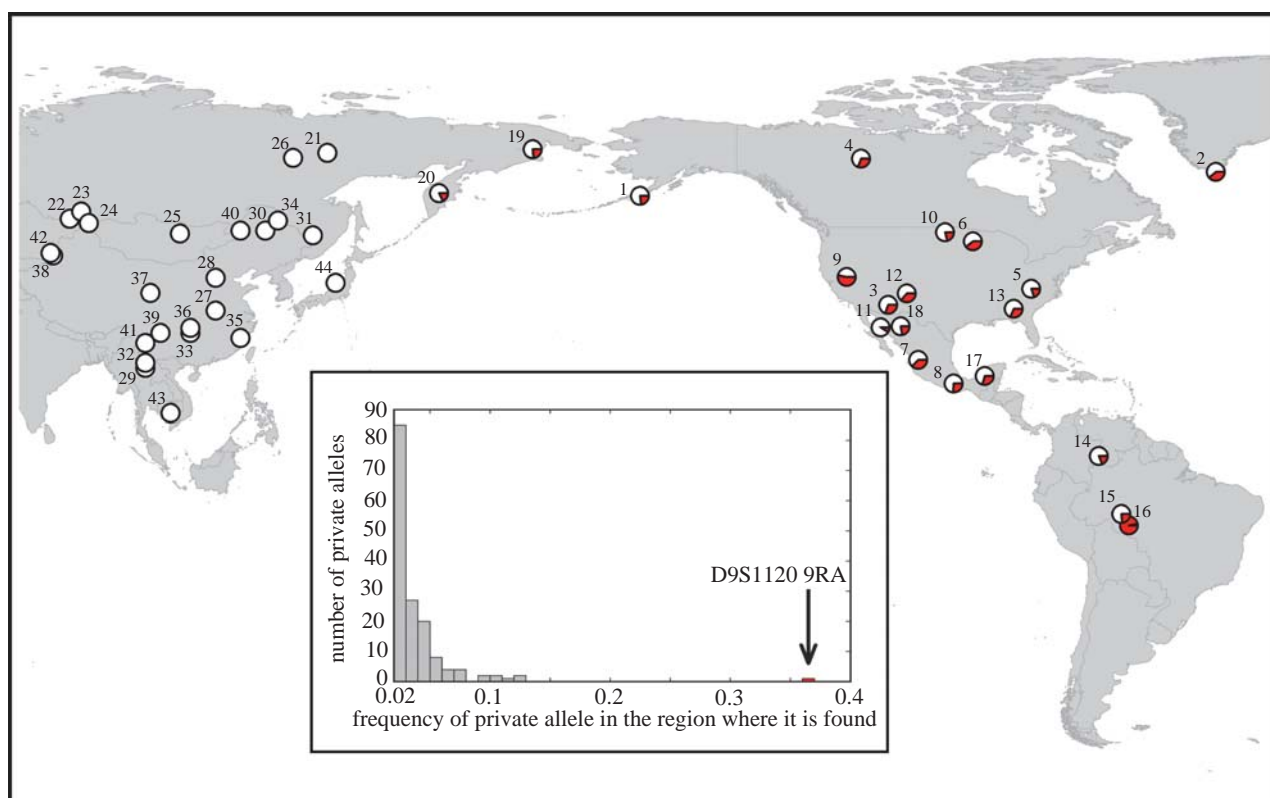 26 21 19 4 2
20 1
22 23 24 25 40 30 34 31 10 6
42 38 28 44 9 12 5
37 27 3 13
39 36 35 11 18
41 33
32 7 17
29 8
43
14
15 16
90
80
70
60
50
40
30
20
10
0
number of private alleles
D9S1120 9RA
0.02 0.1 0.2 0.3 0.4
frequency of private allele in the region where it is found